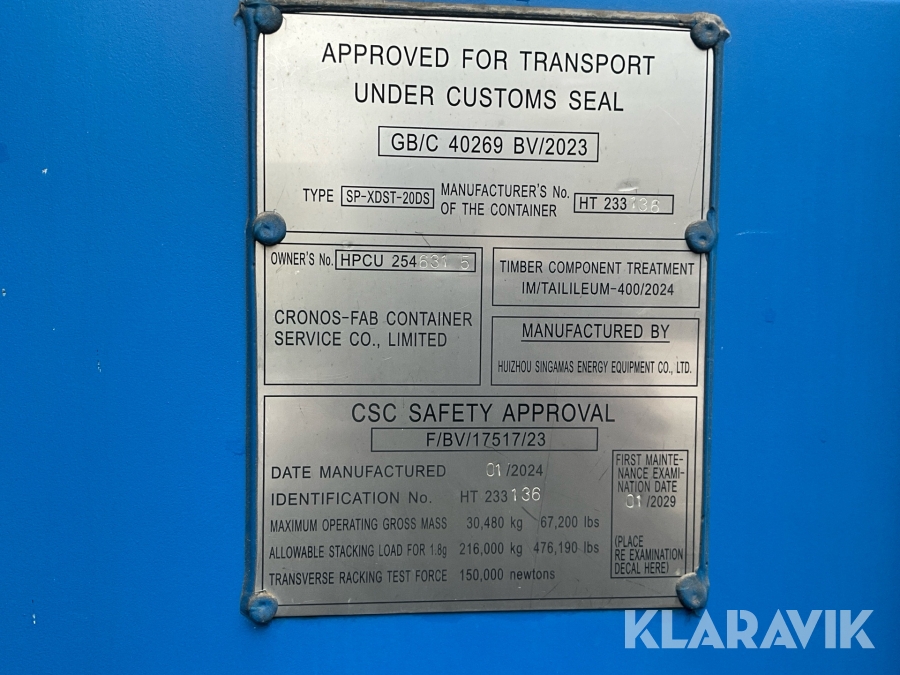 APPROVED FOR TRANSPORT
UNDER CUSTOMS SEAL
GB/C 40269 BV/2023
TYPE SP-XDST-20DS MANUFACTURER'S No. OF THE CONTAINER HT 233136
OWNER'S No. HPCU 254631 5
CRONOS-FAB CONTAINER
SERVICE CO., LIMITED
TIMBER COMPONENT TREATMENT
IM/TAILILEUM-400/2024
MANUFACTURED BY
HUIZHOU SINGAMAS ENERGY EQUIPMENT CO., LTD.
CSC SAFETY APPROVAL
F/BV/17517/23
DATE MANUFACTURED 01/2024
IDENTIFICATION No. HT 233136
MAXIMUM OPERATING GROSS MASS 30,480 kg 67,200 lbs
ALLOWABLE STACKING LOAD FOR 1.8g 216,000 kg 476,190 lbs
TRANSVERSE RACKING TEST FORCE 150,000 newtons
FIRST MAINTE-
NANCE EXAMI-
NATION DATE
01/2029
(PLACE
RE EXAMINATION
DECAL HERE)
KLARAVIK